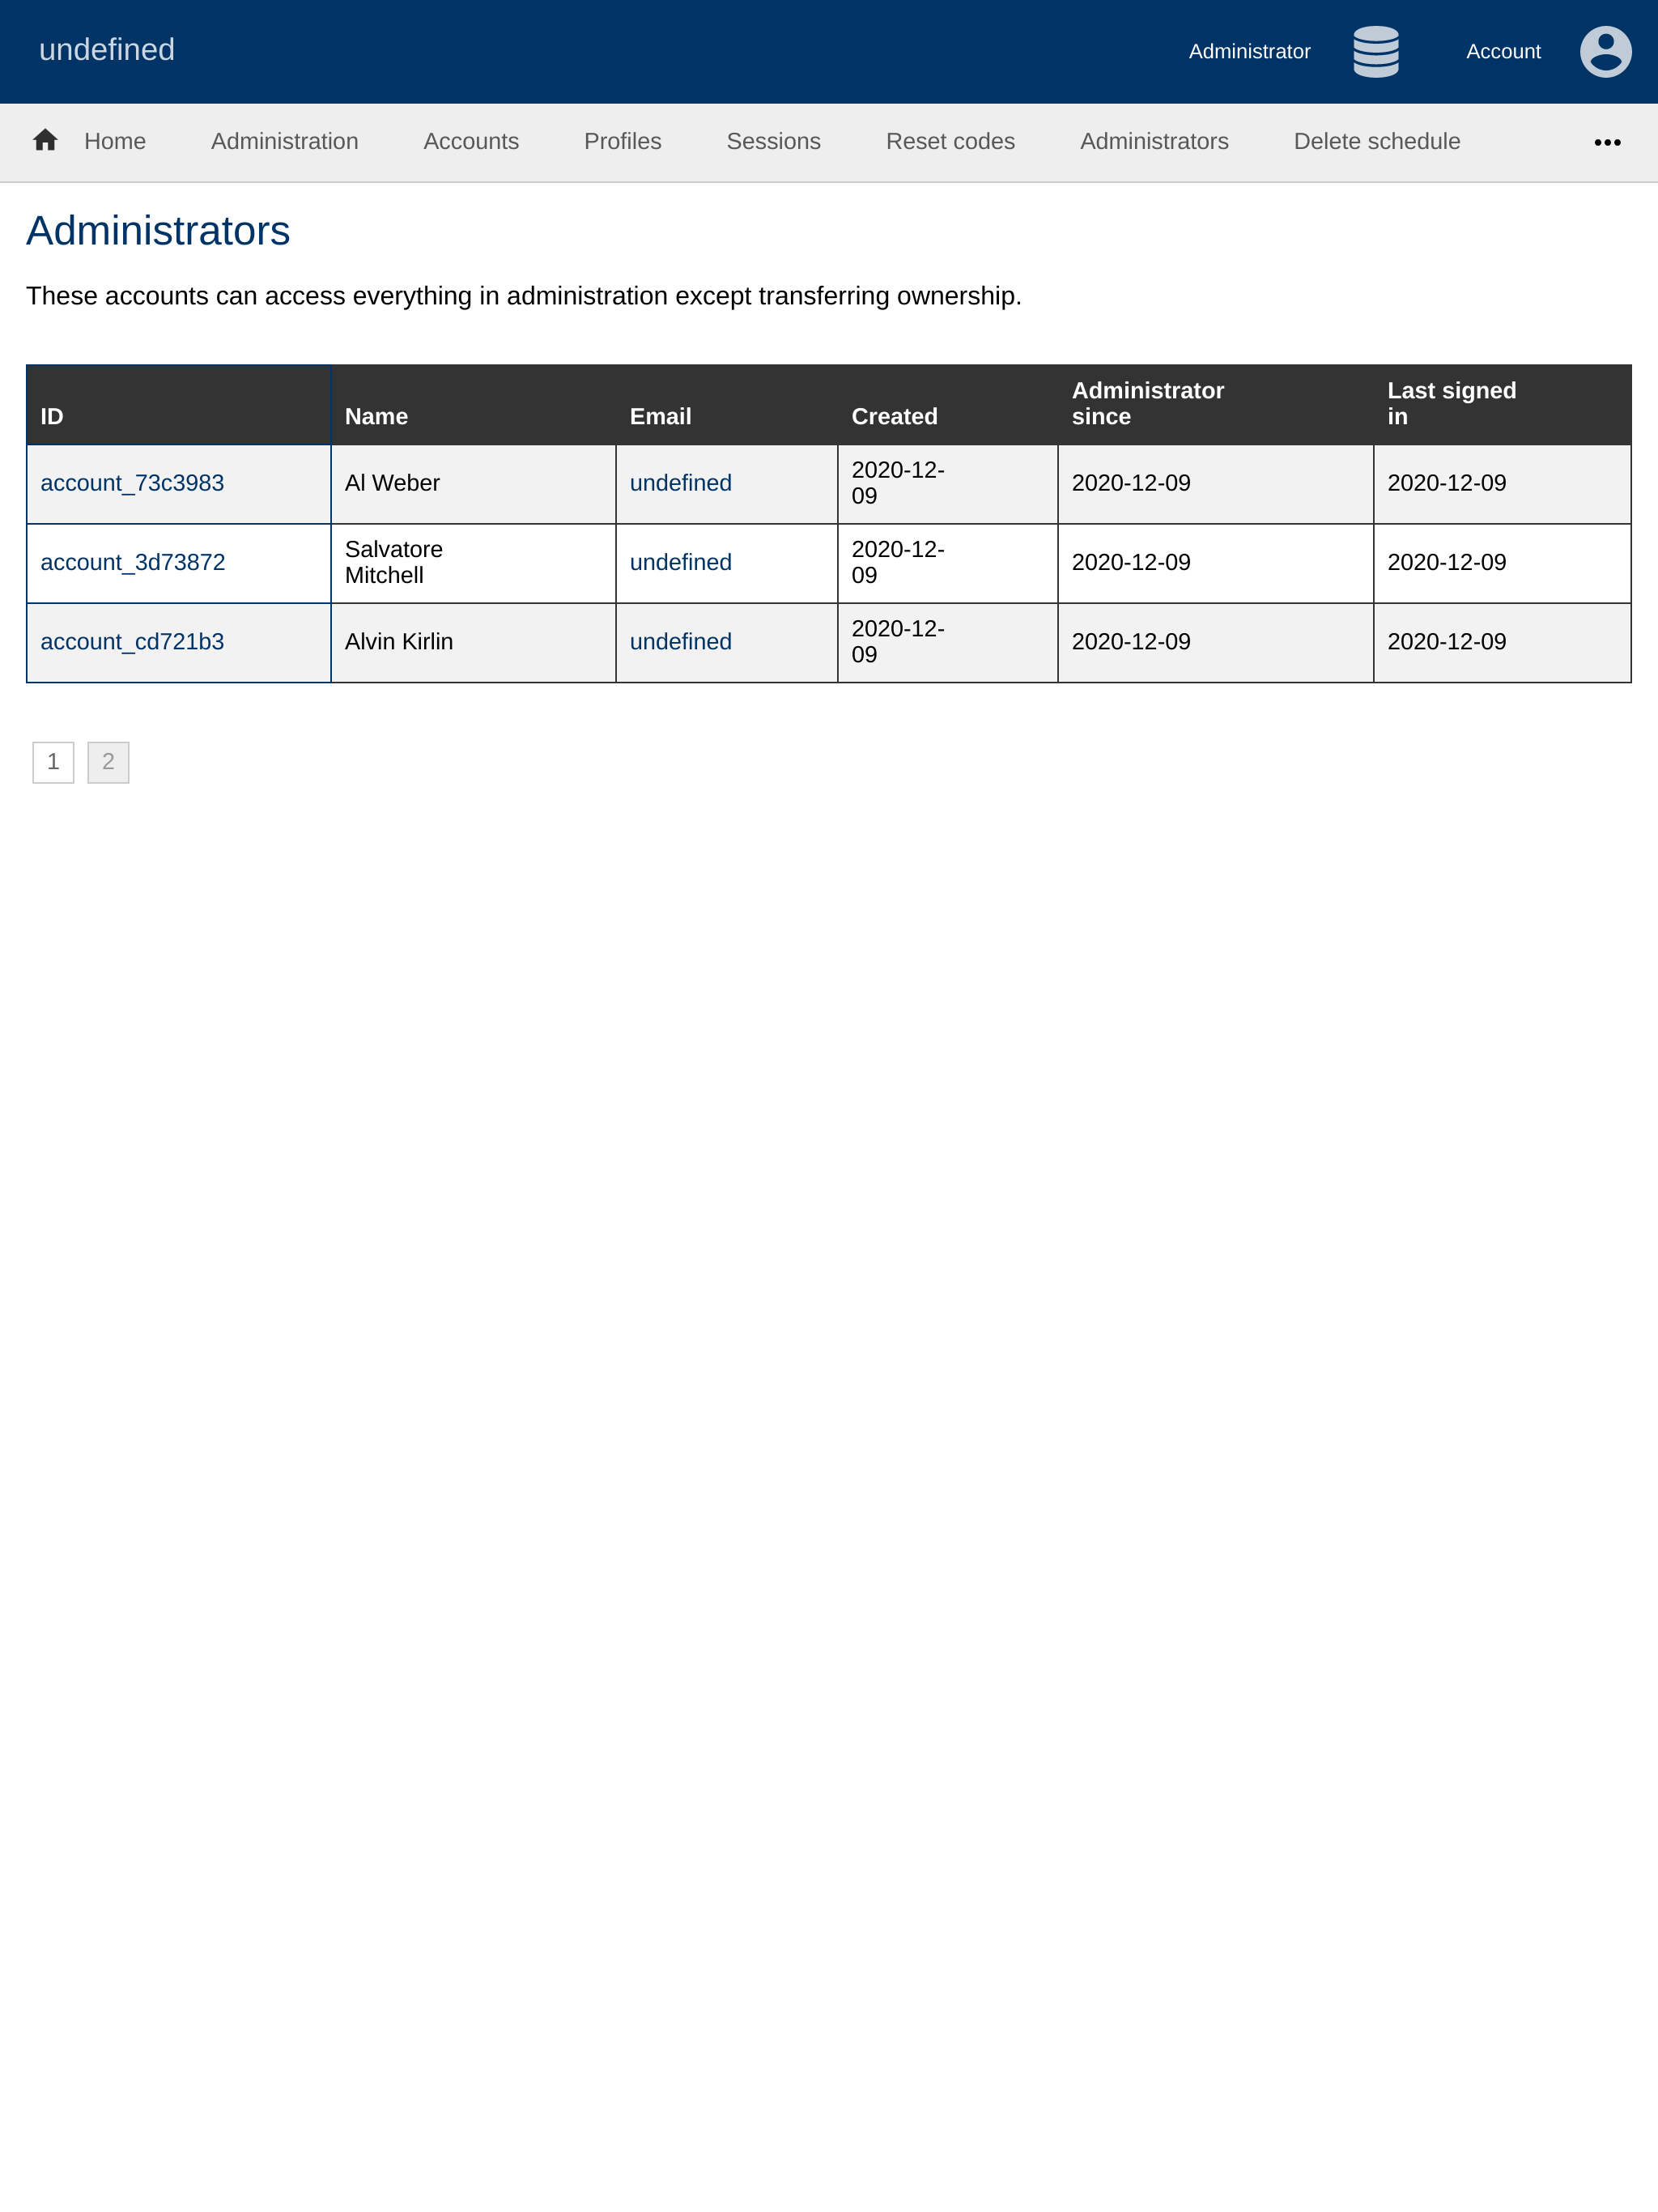 undefined Administrator Account
Home Administration Accounts Profiles Sessions Reset codes Administrators Delete schedule •••
Administrators
These accounts can access everything in administration except transferring ownership.
ID Name Email Created Administrator since Last signed in
account_73c3983 Al Weber undefined 2020-12-09 2020-12-09 2020-12-09
account_3d73872 Salvatore Mitchell undefined 2020-12-09 2020-12-09 2020-12-09
account_cd721b3 Alvin Kirlin undefined 2020-12-09 2020-12-09 2020-12-09
1 2